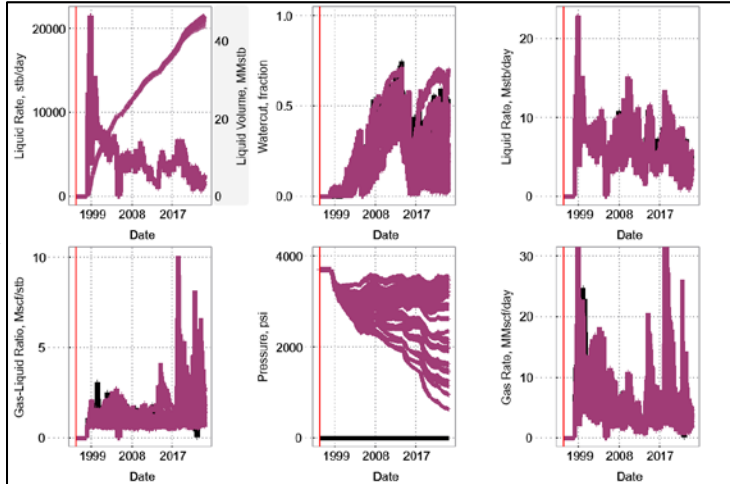 Liquid Rate, stb/day
20000
10000
0
Liquid Volume, MMstb
40
20
0
1999 2008 2017
Date
Watercut, fraction
1.0
0.5
0.0
1999 2008 2017
Date
Liquid Rate, Mstb/day
20
10
0
1999 2008 2017
Date
Gas-Liquid Ratio, Mscf/stb
10
5
0
1999 2008 2017
Date
Pressure, psi
4000
2000
0
1999 2008 2017
Date
Gas Rate, MMscf/day
30
20
10
0
1999 2008 2017
Date